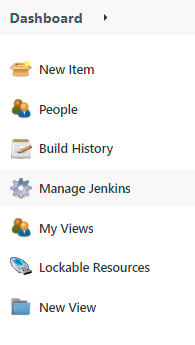 Dashboard
New Item
People
Build History
Manage Jenkins
My Views
Lockable Resources
New View